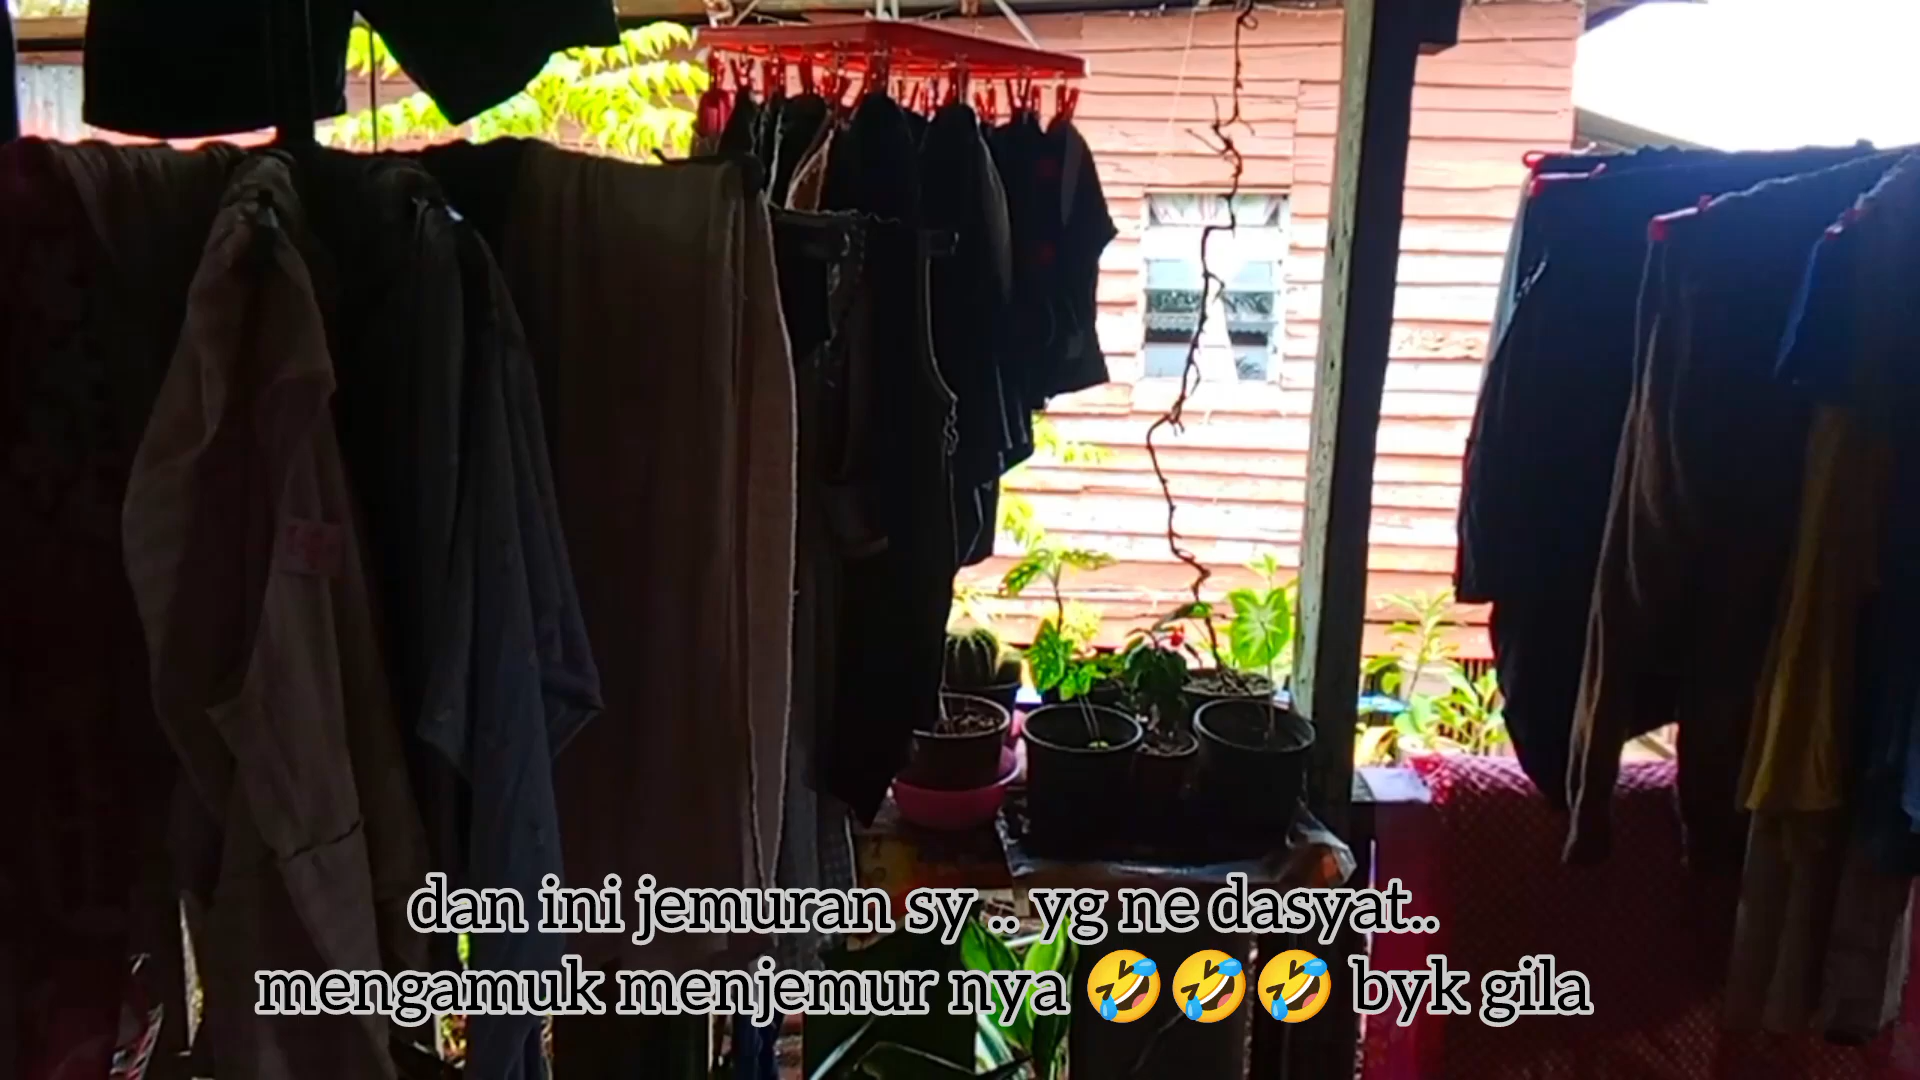 dan ini jemuran sy .. yg ne dasyat..
mengamuk menjemur nya 🤣🤣🤣 byk gila